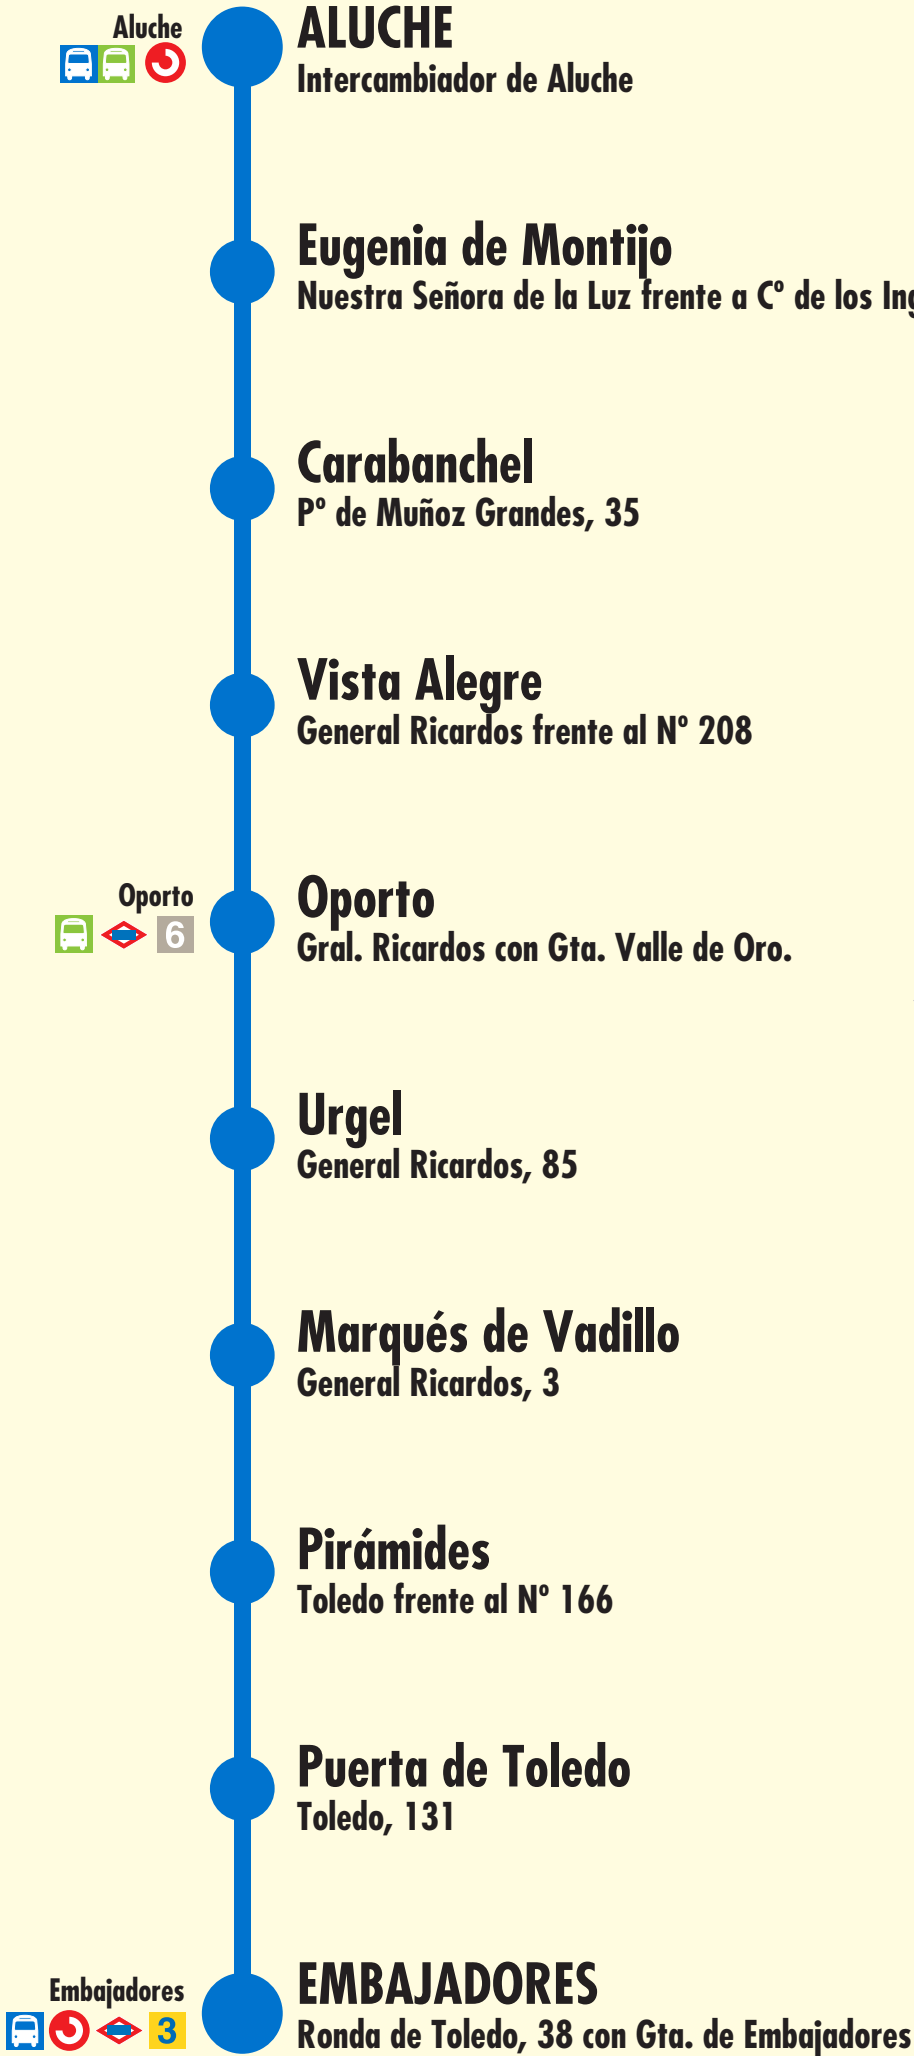 Aluche
ALUCHE
Intercambiador de Aluche
Eugenia de Montijo
Nuestra Señora de la Luz frente a Cº de los
Carabanchel
Pº de Muñoz Grandes, 35
Vista Alegre
General Ricardos frente al Nº 208
Oporto
6
Oporto
Gral. Ricardos con Gta. Valle de Oro.
Urgel
General Ricardos, 85
Marqués de Vadillo
General Ricardos, 3
Pirámides
Toledo frente al Nº 166
Puerta de Toledo
Toledo, 131
Embajadores
3
EMBAJADORES
Ronda de Toledo, 38 con Gta. de Embajadores